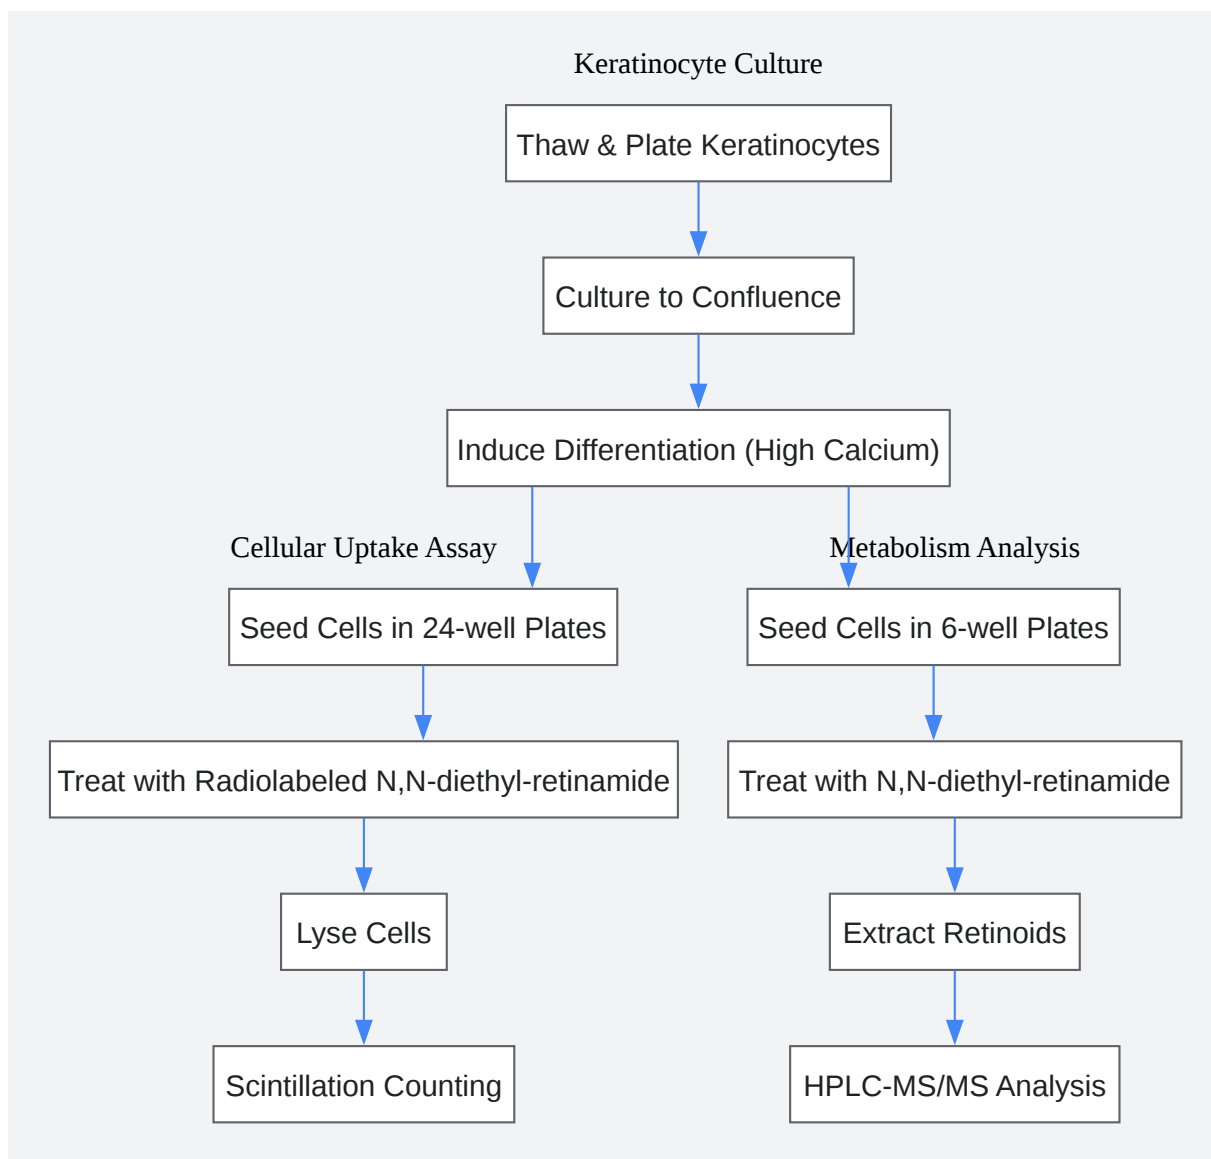 Keratinocyte Culture
Thaw & Plate Keratinocytes
Culture to Confluence
Induce Differentiation (High Calcium)
Cellular Uptake Assay
Seed Cells in 24-well Plates
Treat with Radiolabeled N,N-diethyl-retinamide
Lyse Cells
Scintillation Counting
Metabolism Analysis
Seed Cells in 6-well Plates
Treat with N,N-diethyl-retinamide
Extract Retinoids
HPLC-MS/MS Analysis